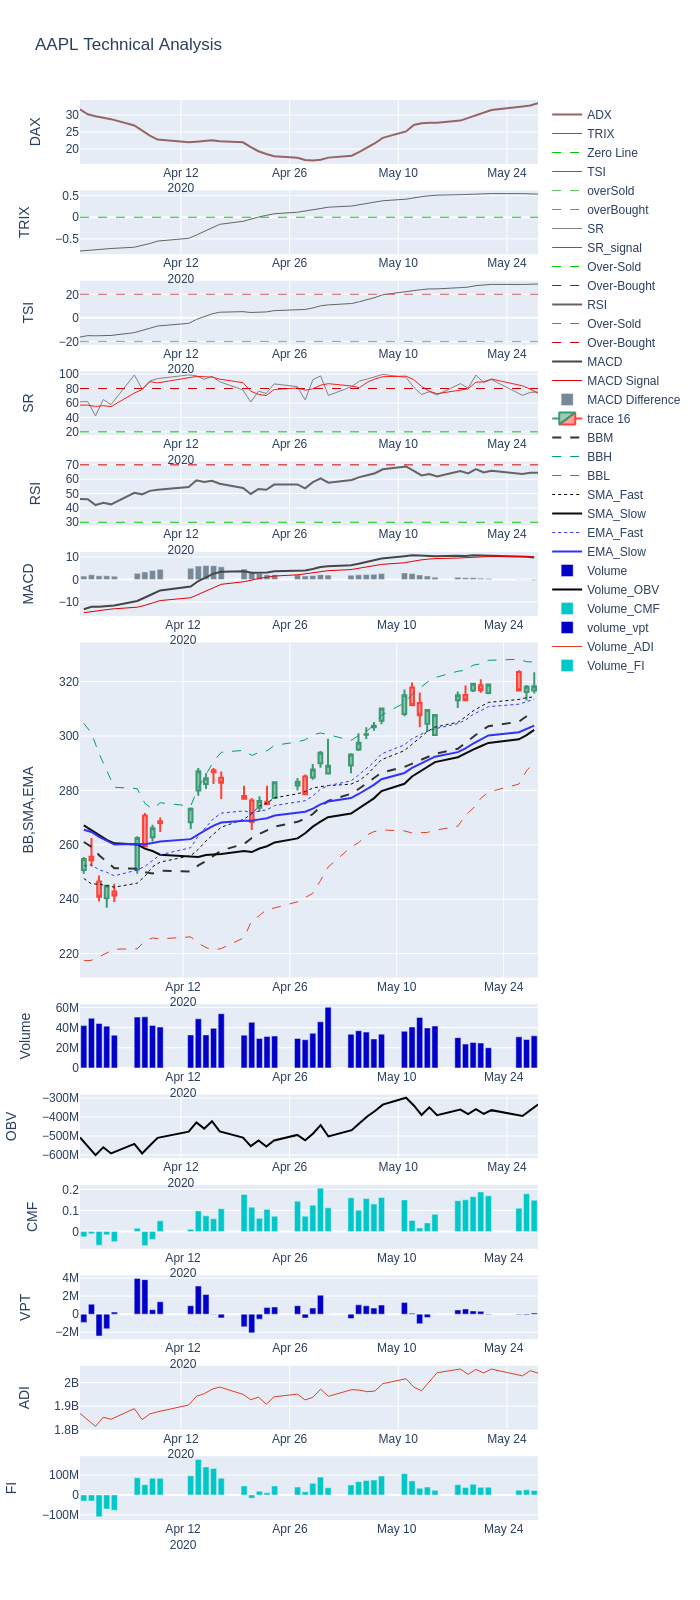 AAPL Technical Analysis
DAX
30
25
20
Apr 12
2020
Apr 26
May 10
May 24
TRIX
0.5
0
−0.5
Apr 12
2020
Apr 26
May 10
May 24
TSI
20
0
−20
Apr 12
2020
Apr 26
May 10
May 24
SR
100
80
60
40
20
Apr 12
2020
Apr 26
May 10
May 24
RSI
70
60
50
40
30
Apr 12
2020
Apr 26
May 10
May 24
MACD
10
0
−10
Apr 12
2020
Apr 26
May 10
May 24
BB,SMA,EMA
320
300
280
260
240
220
Apr 12
2020
Apr 26
May 10
May 24
Volume
60M
40M
20M
0
Apr 12
2020
Apr 26
May 10
May 24
OBV
−300M
−400M
−500M
−600M
Apr 12
2020
Apr 26
May 10
May 24
CMF
0.2
0.1
0
Apr 12
2020
Apr 26
May 10
May 24
VPT
4M
2M
0
−2M
Apr 12
2020
Apr 26
May 10
May 24
ADI
2B
1.9B
1.8B
Apr 12
2020
Apr 26
May 10
May 24
FI
100M
0
−100M
Apr 12
2020
Apr 26
May 10
May 24
ADX
TRIX
Zero Line
TSI
overSold
overBought
SR
SR_signal
Over-Sold
Over-Bought
RSI
Over-Sold
Over-Bought
MACD
MACD Signal
MACD Difference
trace 16
BBM
BBH
BBL
SMA_Fast
SMA_Slow
EMA_Fast
EMA_Slow
Volume
Volume_OBV
Volume_CMF
volume_vpt
Volume_ADI
Volume_FI